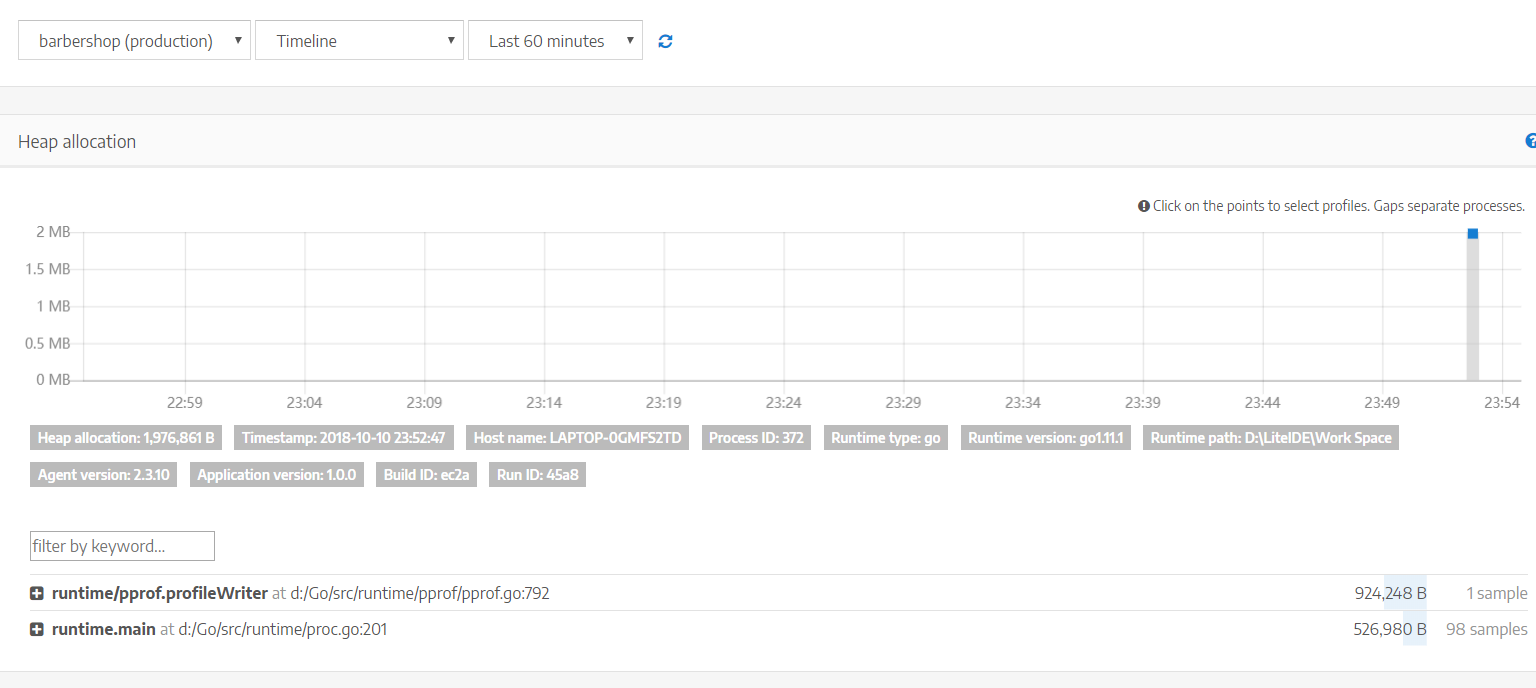 barbershop (production) Timeline Last 60 minutes
Heap allocation
Click on the points to select profiles. Gaps separate processes.
2 MB
1.5 MB
1 MB
0.5 MB
0 MB
22:59 23:04 23:09 23:14 23:19 23:24 23:29 23:34 23:39 23:44 23:49 23:54
Heap allocation: 1,976,861 B Timestamp: 2018-10-10 23:52:47 Host name: LAPTOP-0GMFS2TD Process ID: 372 Runtime type: go Runtime version: go1.11.1 Runtime path: D:\LiteIDE\Work Space
Agent version: 2.3.10 Application version: 1.0.0 Build ID: ec2a Run ID: 45a8
filter by keyword...
runtime/pprof.profileWriter at d:/Go/src/runtime/pprof/pprof.go:792 924,248 B 1 sample
runtime.main at d:/Go/src/runtime/proc.go:201 526,980 B 98 samples